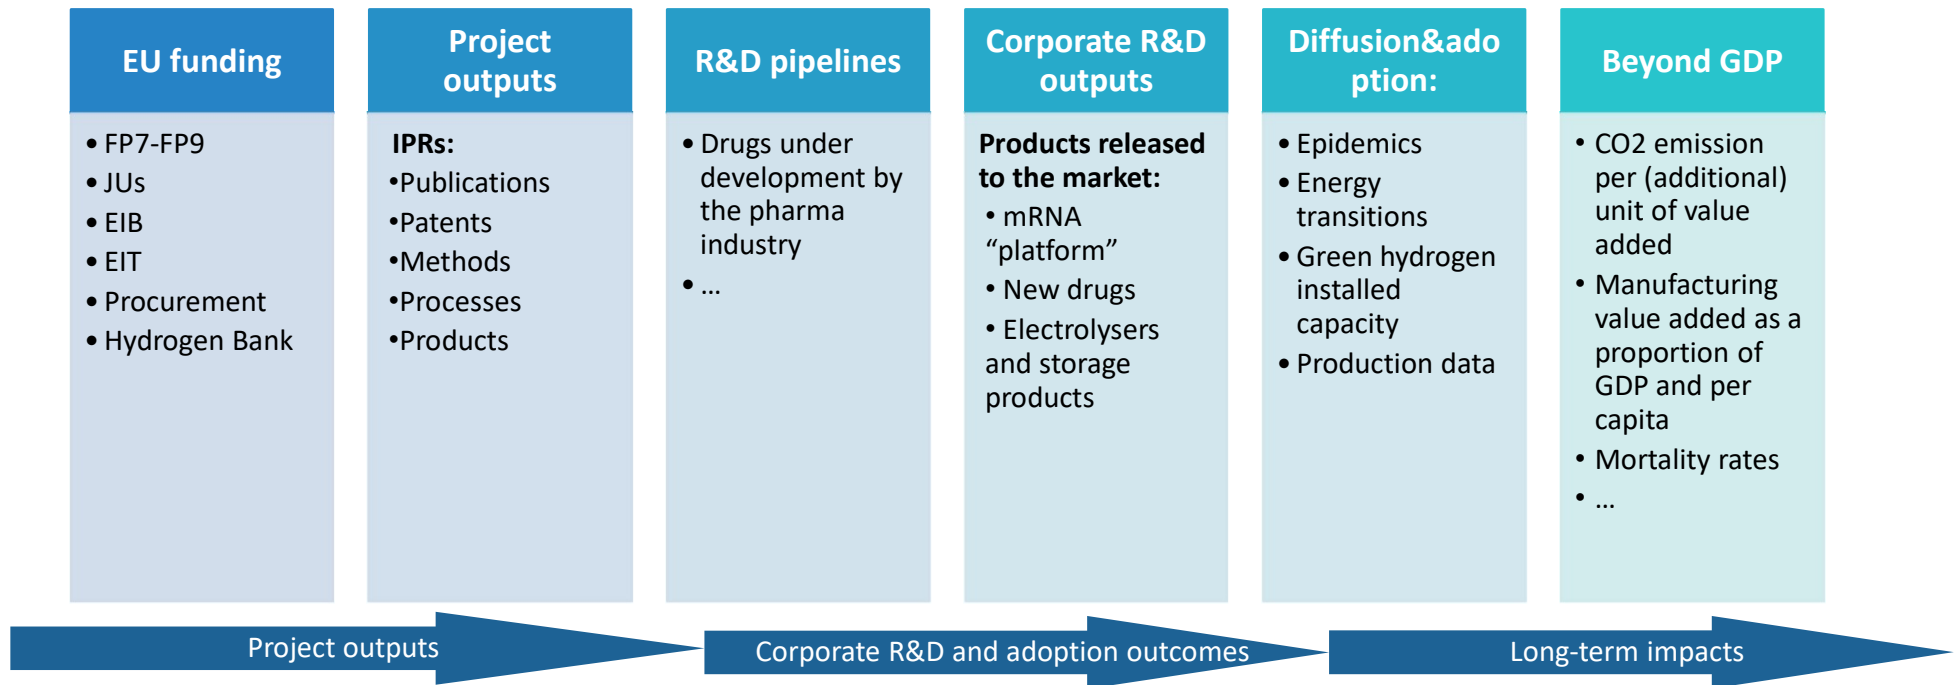 EU funding
• FP7-FP9
• JUs
• EIB
• EIT
• Procurement
• Hydrogen Bank
Project
outputs
IPRs:
•Publications
•Patents
•Methods
•Processes
•Products
R&D pipelines
• Drugs under
development by
the pharma
industry
• ...
Corporate R&D
outputs
Products released
to the market:
• mRNA
“platform”
• New drugs
• Electrolysers
and storage
products
Diffusion&ado
ption:
• Epidemics
• Energy
transitions
• Green hydrogen
installed
capacity
• Production data
Beyond GDP
• CO2 emission
per (additional)
unit of value
added
• Manufacturing
value added as a
proportion of
GDP and per
capita
• Mortality rates
• ...
Project outputs
Corporate R&D and adoption outcomes
Long-term impacts